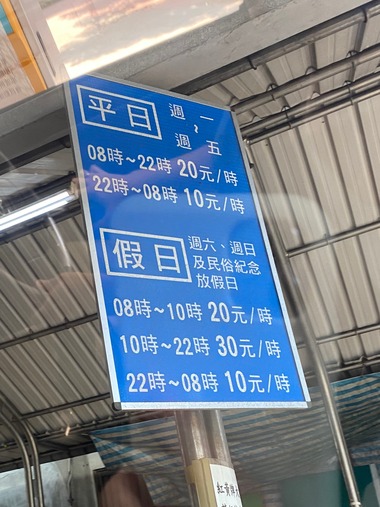 平日 週一
~
週五
08時~22時 20元/時
22時~08時 10元/時
假日 週六、週日
及民俗紀念
放假日
08時~10時 20元/時
10時~22時 30元/時
22時~08時 10元/時